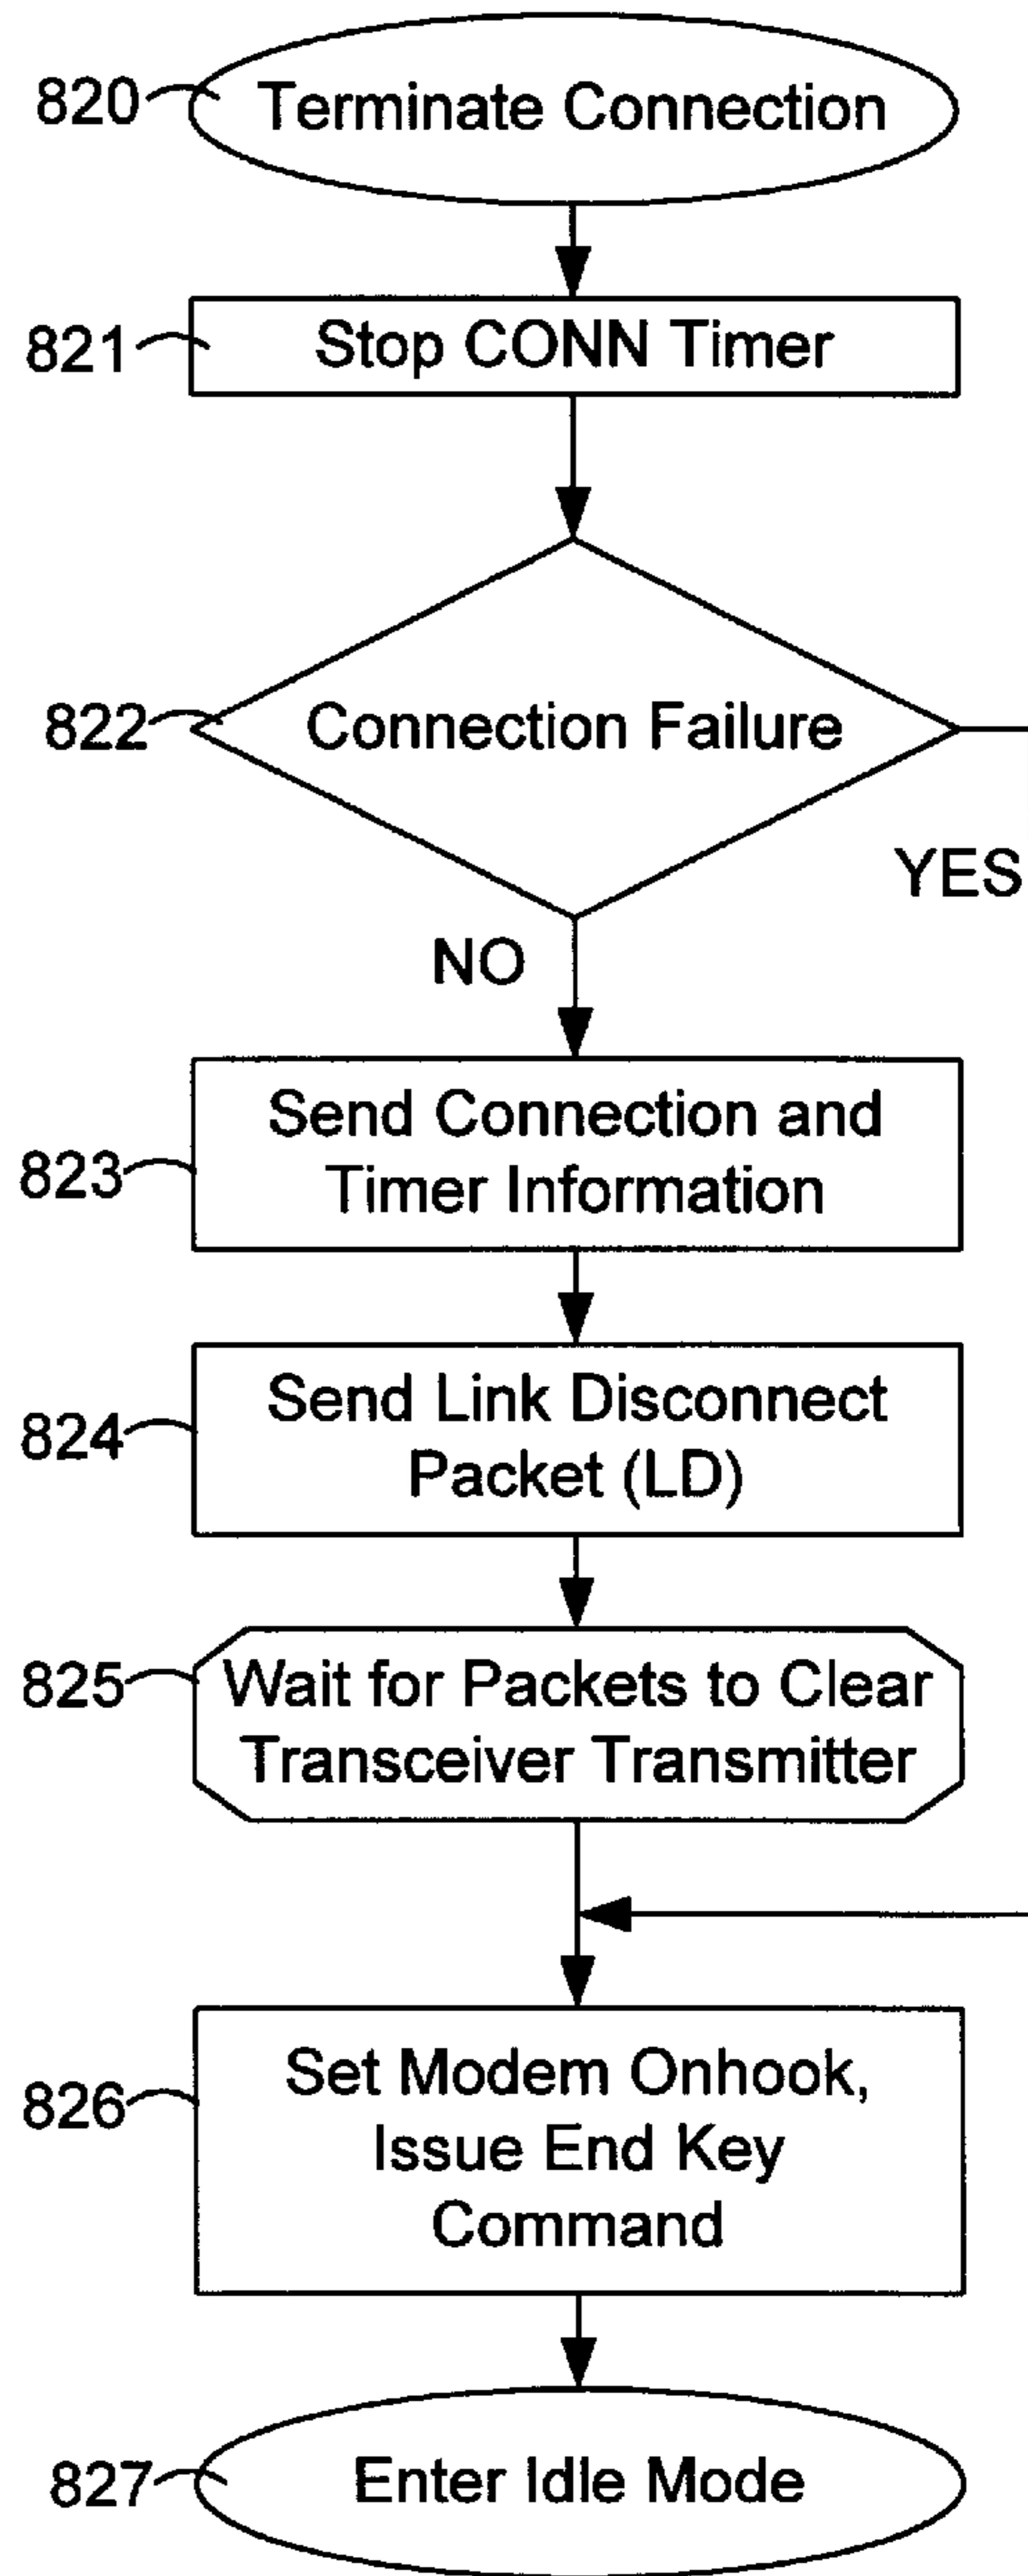 820 Terminate Connection
821 Stop CONN Timer
822 Connection Failure
YES
NO
Send Connection and
823 Timer Information
Send Link Disconnect
824 Packet (LD)
825 Wait for Packets to Clear
Transceiver Transmitter
Set Modem Onhook,
826 Issue End Key
Command
827 Enter Idle Mode